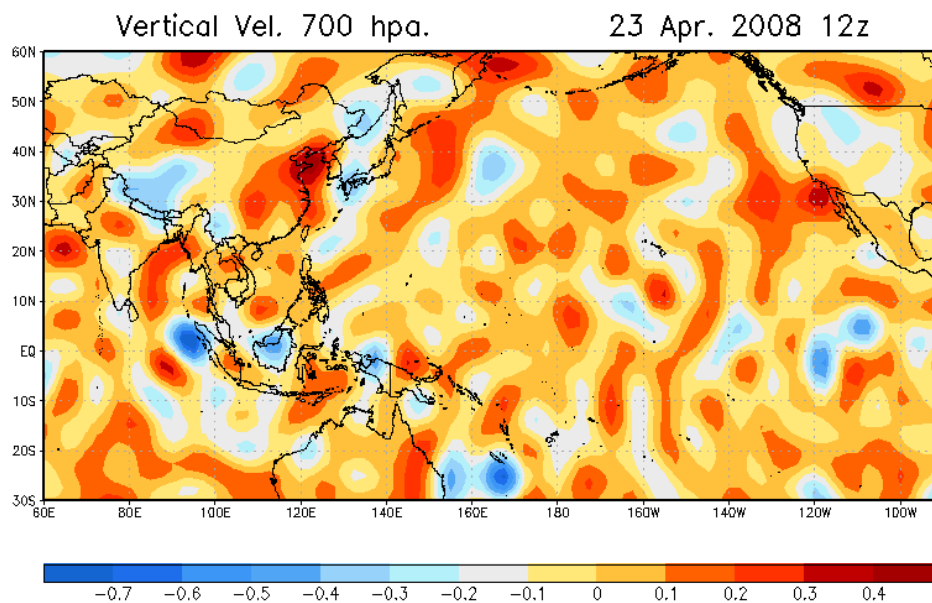 Vertical Vel. 700 hpa. 23 Apr. 2008 12z
60N
50N
40N
30N
20N
10N
EQ
10S
20S
30S
60E 80E 100E 120E 140E 160E 180 160W 140W 120W 100W
-0.7 -0.6 -0.5 -0.4 -0.3 -0.2 -0.1 0 0.1 0.2 0.3 0.4